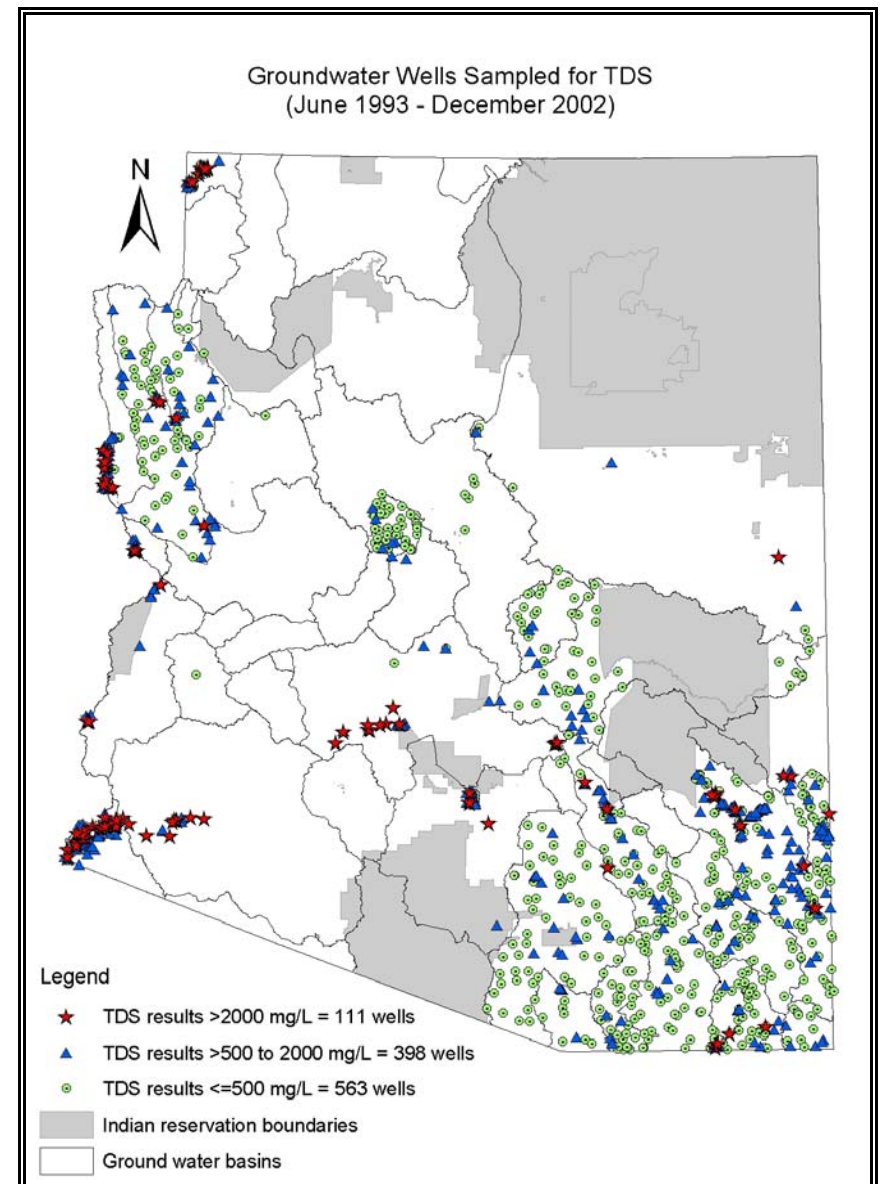 Groundwater Wells Sampled for TDS
(June 1993 - December 2002)
N
Legend
TDS results >2000 mg/L = 111 wells
TDS results >500 to 2000 mg/L = 398 wells
TDS results <=500 mg/L = 563 wells
Indian reservation boundaries
Ground water basins